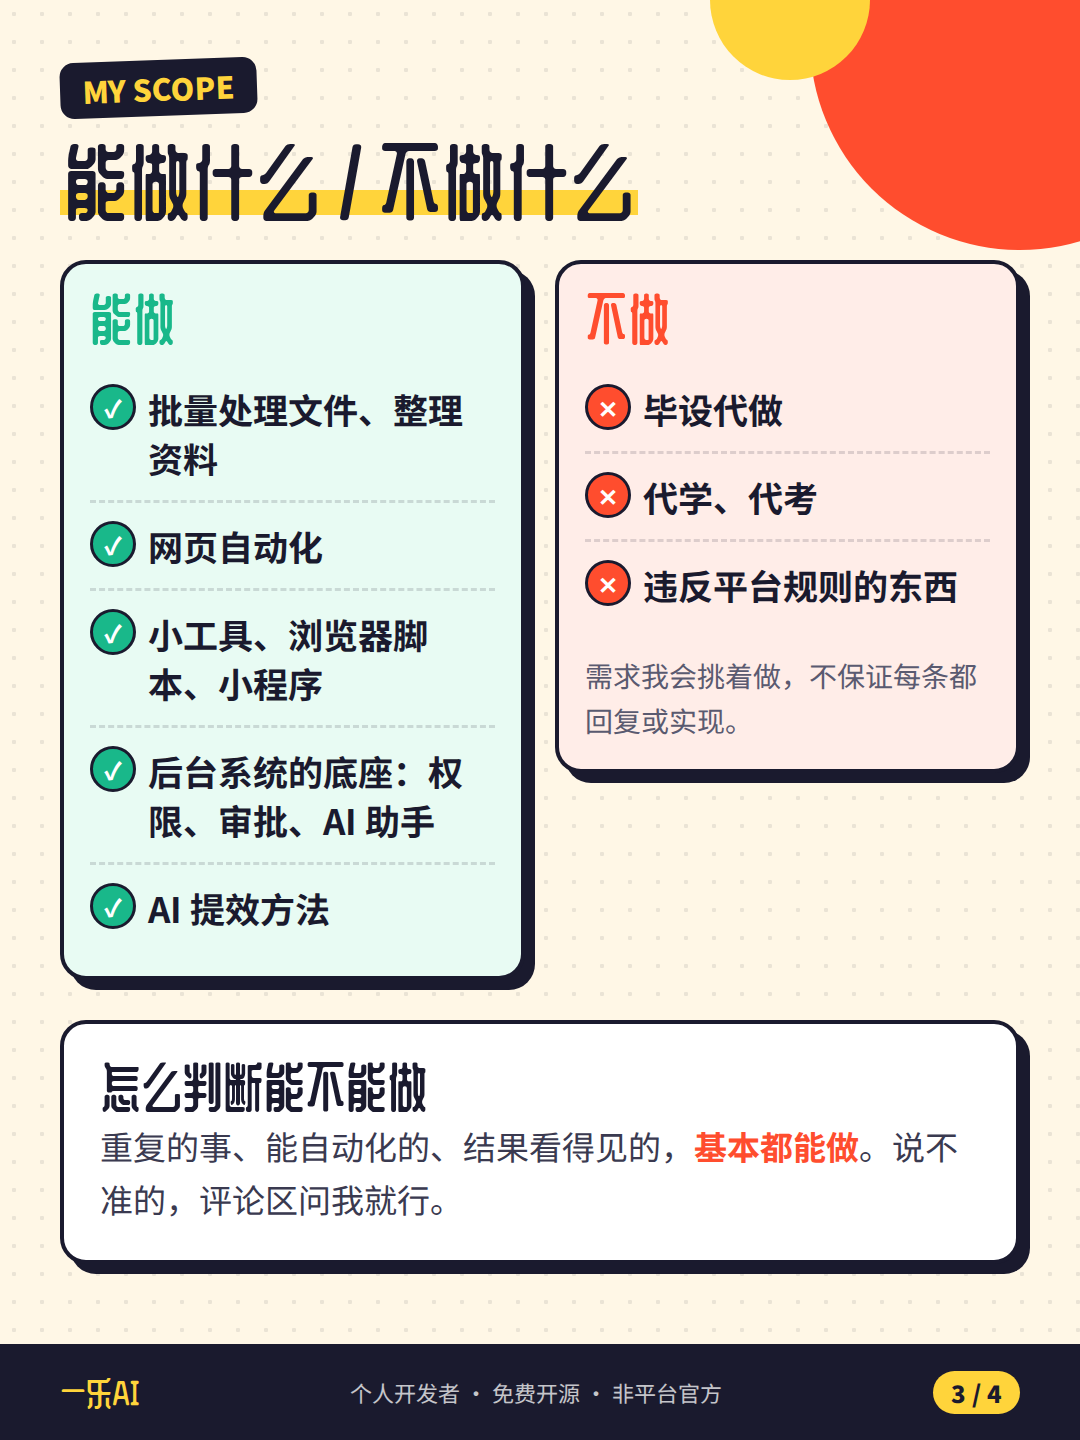 MY SCOPE
能做什么 / 不做什么
能做
✓ 批量处理文件、整理
资料
✓ 网页自动化
✓ 小工具、浏览器脚
本、小程序
✓ 后台系统的底座：权
限、审批、AI 助手
✓ AI 提效方法
不做
× 毕设代做
× 代学、代考
× 违反平台规则的东西
需求我会挑着做，不保证每条都
回复或实现。
怎么判断能不能做
重复的事、能自动化的、结果看得见的，基本都能做。说不
准的，评论区问我就行。
一乐AI
个人开发者 · 免费开源 · 非平台官方
3 / 4